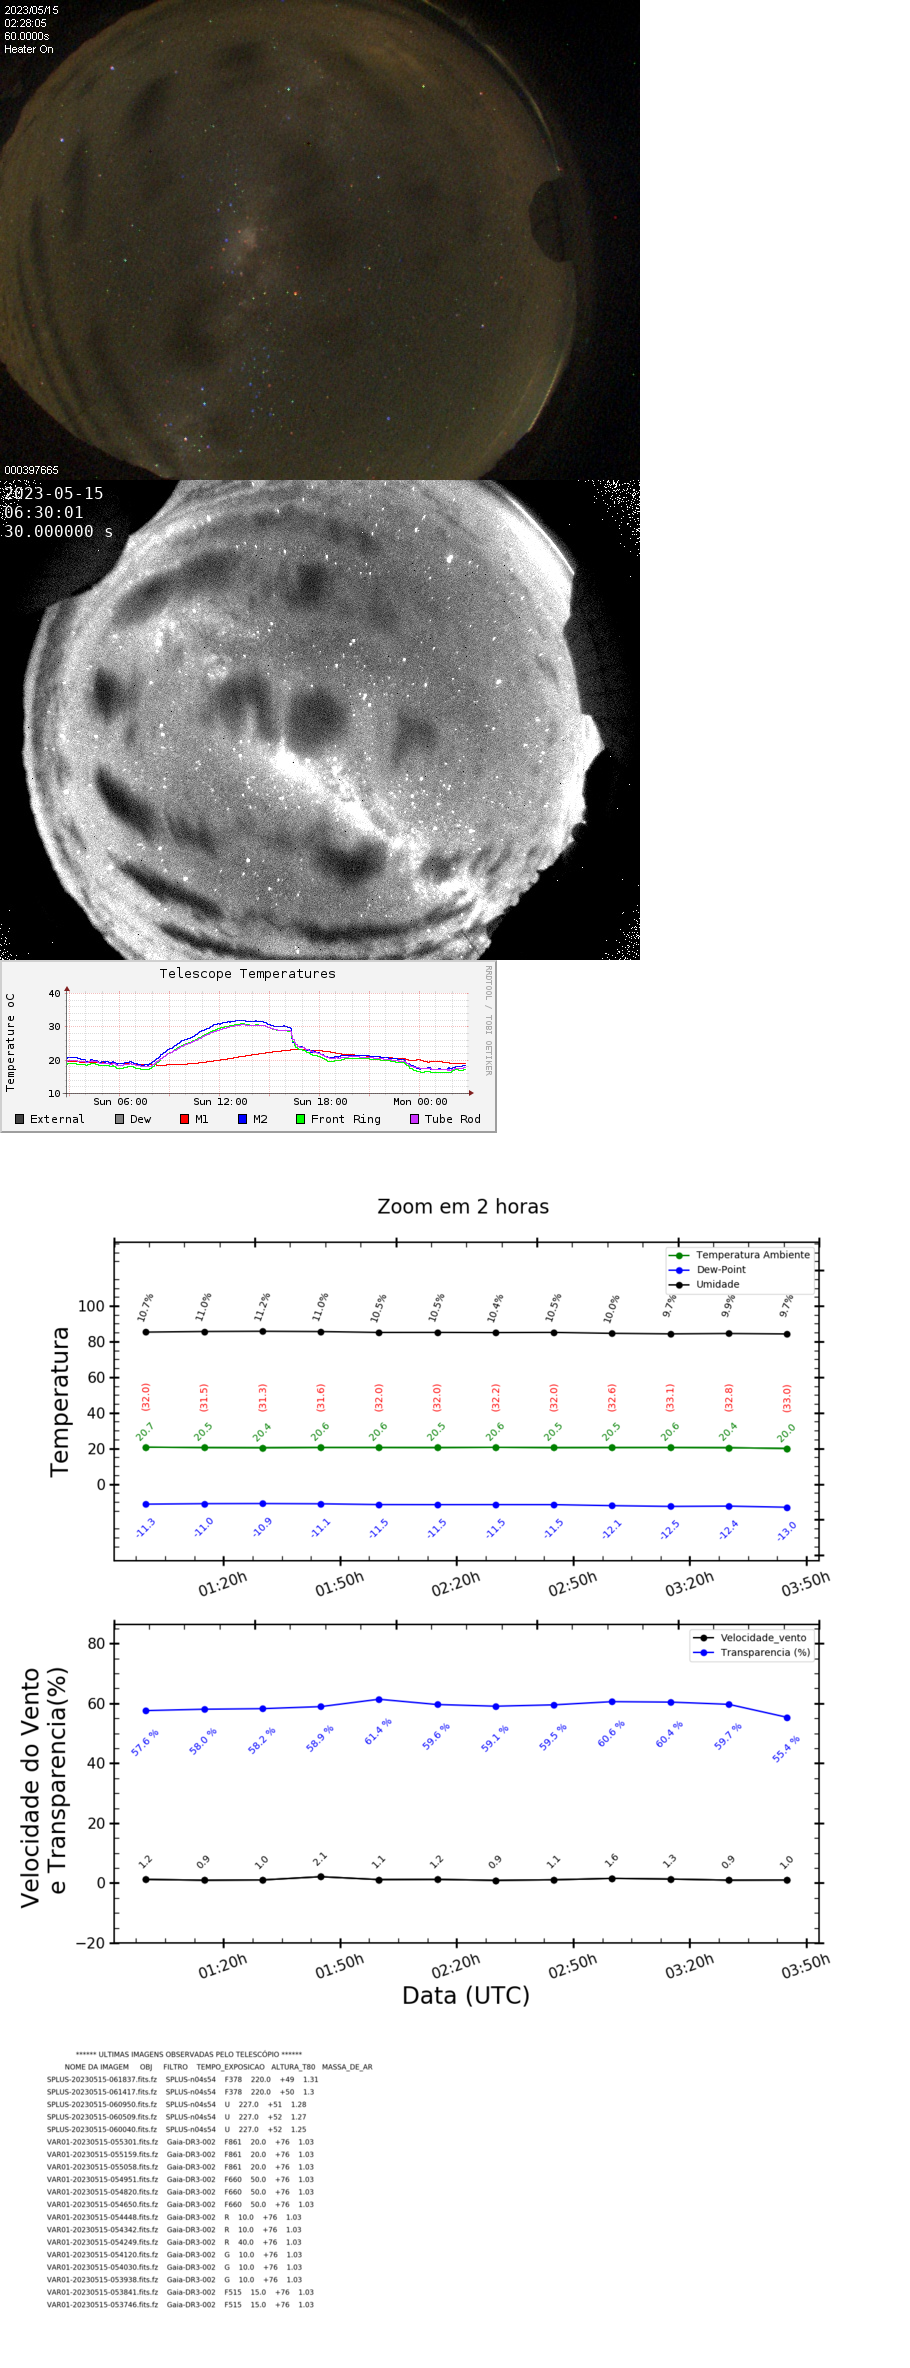 2023/05/15
02:28:05
60.0000s
Heater On
000397665
2023-05-15
06:30:01
30.000000 s
Telescope Temperatures
RRDTOOL / TOBI OETIKER
Temperature oC
40
30
20
10
Sun 06:00 Sun 12:00 Sun 18:00 Mon 00:00
External Dew M1 M2 Front Ring Tube Rod
Zoom em 2 horas
Temperatura Ambiente
Dew-Point
Umidade
Temperatura
100
80
60
40
20
0
10.7% 11.0% 11.2% 11.0% 10.5% 10.5% 10.4% 10.5% 10.0% 9.7% 9.9% 9.7%
(32.0) (31.5) (31.3) (31.6) (32.0) (32.0) (32.2) (32.0) (32.6) (33.1) (32.8) (33.0)
20.7 20.5 20.4 20.6 20.6 20.5 20.6 20.5 20.5 20.6 20.4 20.0
-11.3 -11.0 -10.9 -11.1 -11.5 -11.5 -11.5 -11.5 -12.1 -12.5 -12.4 -13.0
01:20h 01:50h 02:20h 02:50h 03:20h 03:50h
Velocidade_vento
Transparencia (%)
Velocidade do Vento
e Transparencia(%)
80
60
40
20
0
−20
57.6 % 58.0 % 58.2 % 58.9 % 61.4 % 59.6 % 59.1 % 59.5 % 60.6 % 60.4 % 59.7 % 55.4 %
1.2 0.9 1.0 2.1 1.1 1.2 0.9 1.1 1.6 1.3 0.9 1.0
01:20h 01:50h 02:20h 02:50h 03:20h 03:50h
Data (UTC)
****** ULTIMAS IMAGENS OBSERVADAS PELO TELESCÓPIO ******
NOME DA IMAGEM OBJ FILTRO TEMPO_EXPOSICAO ALTURA_T80 MASSA_DE_AR
SPLUS-20230515-061837.fits.fz SPLUS-n04s54 F378 220.0 +49 1.31
SPLUS-20230515-061417.fits.fz SPLUS-n04s54 F378 220.0 +50 1.3
SPLUS-20230515-060950.fits.fz SPLUS-n04s54 U 227.0 +51 1.28
SPLUS-20230515-060509.fits.fz SPLUS-n04s54 U 227.0 +52 1.27
SPLUS-20230515-060040.fits.fz SPLUS-n04s54 U 227.0 +52 1.25
VAR01-20230515-055301.fits.fz Gaia-DR3-002 F861 20.0 +76 1.03
VAR01-20230515-055159.fits.fz Gaia-DR3-002 F861 20.0 +76 1.03
VAR01-20230515-055058.fits.fz Gaia-DR3-002 F861 20.0 +76 1.03
VAR01-20230515-054951.fits.fz Gaia-DR3-002 F660 50.0 +76 1.03
VAR01-20230515-054820.fits.fz Gaia-DR3-002 F660 50.0 +76 1.03
VAR01-20230515-054650.fits.fz Gaia-DR3-002 F660 50.0 +76 1.03
VAR01-20230515-054448.fits.fz Gaia-DR3-002 R 10.0 +76 1.03
VAR01-20230515-054342.fits.fz Gaia-DR3-002 R 10.0 +76 1.03
VAR01-20230515-054249.fits.fz Gaia-DR3-002 R 40.0 +76 1.03
VAR01-20230515-054120.fits.fz Gaia-DR3-002 G 10.0 +76 1.03
VAR01-20230515-054030.fits.fz Gaia-DR3-002 G 10.0 +76 1.03
VAR01-20230515-053938.fits.fz Gaia-DR3-002 G 10.0 +76 1.03
VAR01-20230515-053841.fits.fz Gaia-DR3-002 F515 15.0 +76 1.03
VAR01-20230515-053746.fits.fz Gaia-DR3-002 F515 15.0 +76 1.03